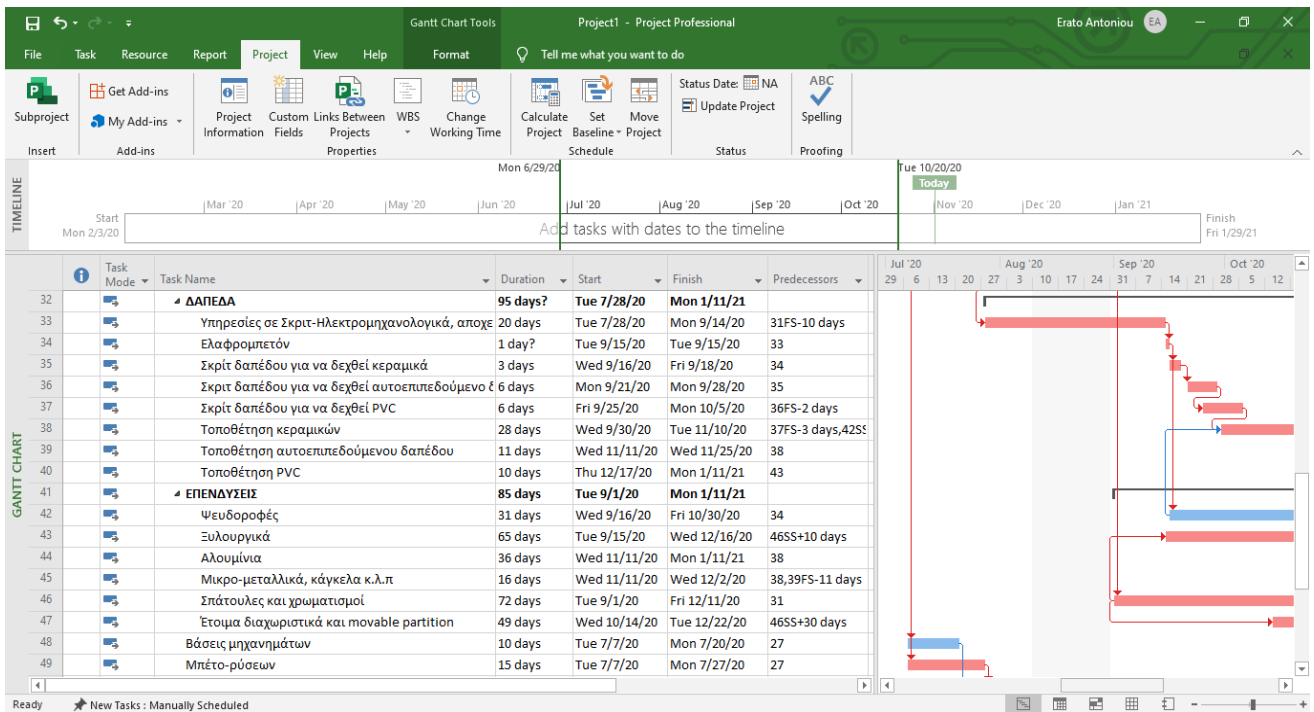 Gantt Chart Tools Project1 - Project Professional Erato Antoniou EA
File Task Resource Report Project View Help Format Tell me what you want to do
Subproject Get Add-ins My Add-ins Project Information Custom Fields Links Between Projects WBS Change Working Time Calculate Project Set Baseline Move Project Status Date: NA Update Project ABC Spelling
Insert Add-ins Properties Schedule Status Proofing
TIMELINE
Mon 6/29/20 Tue 10/20/20
Today
Mar '20 Apr '20 May '20 Jun '20 Jul '20 Aug '20 Sep '20 Oct '20 Nov '20 Dec '20 Jan '21
Start Mon 2/3/20 Add tasks with dates to the timeline Finish Fri 1/29/21
GANTT CHART
Task Mode Task Name Duration Start Finish Predecessors
Jul '20 Aug '20 Sep '20 Oct '20
29 6 13 20 27 3 10 17 24 31 7 14 21 28 5 12
32 ΔΑΠΕΔΑ 95 days? Tue 7/28/20 Mon 1/11/21
33 Υπηρεσίες σε Σκριτ-Ηλεκτρομηχανολογικά, αποχε 20 days Tue 7/28/20 Mon 9/14/20 31FS-10 days
34 Ελαφρομπετόν 1 day? Tue 9/15/20 Tue 9/15/20 33
35 Σκρίτ δαπέδου για να δεχθεί κεραμικά 3 days Wed 9/16/20 Fri 9/18/20 34
36 Σκριτ δαπέδου για να δεχθεί αυτοεπιπεδούμενο δ 6 days Mon 9/21/20 Mon 9/28/20 35
37 Σκρίτ δαπέδου για να δεχθεί PVC 6 days Fri 9/25/20 Mon 10/5/20 36FS-2 days
38 Τοποθέτηση κεραμικών 28 days Wed 9/30/20 Tue 11/10/20 37FS-3 days,42SS
39 Τοποθέτηση αυτοεπιπεδούμενου δαπέδου 11 days Wed 11/11/20 Wed 11/25/20 38
40 Τοποθέτηση PVC 10 days Thu 12/17/20 Mon 1/11/21 43
41 ΕΠΕΝΔΥΣΕΙΣ 85 days Tue 9/1/20 Mon 1/11/21
42 Ψευδοροφές 31 days Wed 9/16/20 Fri 10/30/20 34
43 Ξυλουργικά 65 days Tue 9/15/20 Wed 12/16/20 46SS+10 days
44 Αλουμίνια 36 days Wed 11/11/20 Mon 1/11/21 38
45 Μικρο-μεταλλικά, κάγκελα κ.λ.π 16 days Wed 11/11/20 Wed 12/2/20 38,39FS-11 days
46 Σπάτουλες και χρωματισμοί 72 days Tue 9/1/20 Fri 12/11/20 31
47 Έτοιμα διαχωριστικά και movable partition 49 days Wed 10/14/20 Tue 12/22/20 46SS+30 days
48 Βάσεις μηχανημάτων 10 days Tue 7/7/20 Mon 7/20/20 27
49 Μπέτο-ρύσεων 15 days Tue 7/7/20 Mon 7/27/20 27
Ready New Tasks : Manually Scheduled